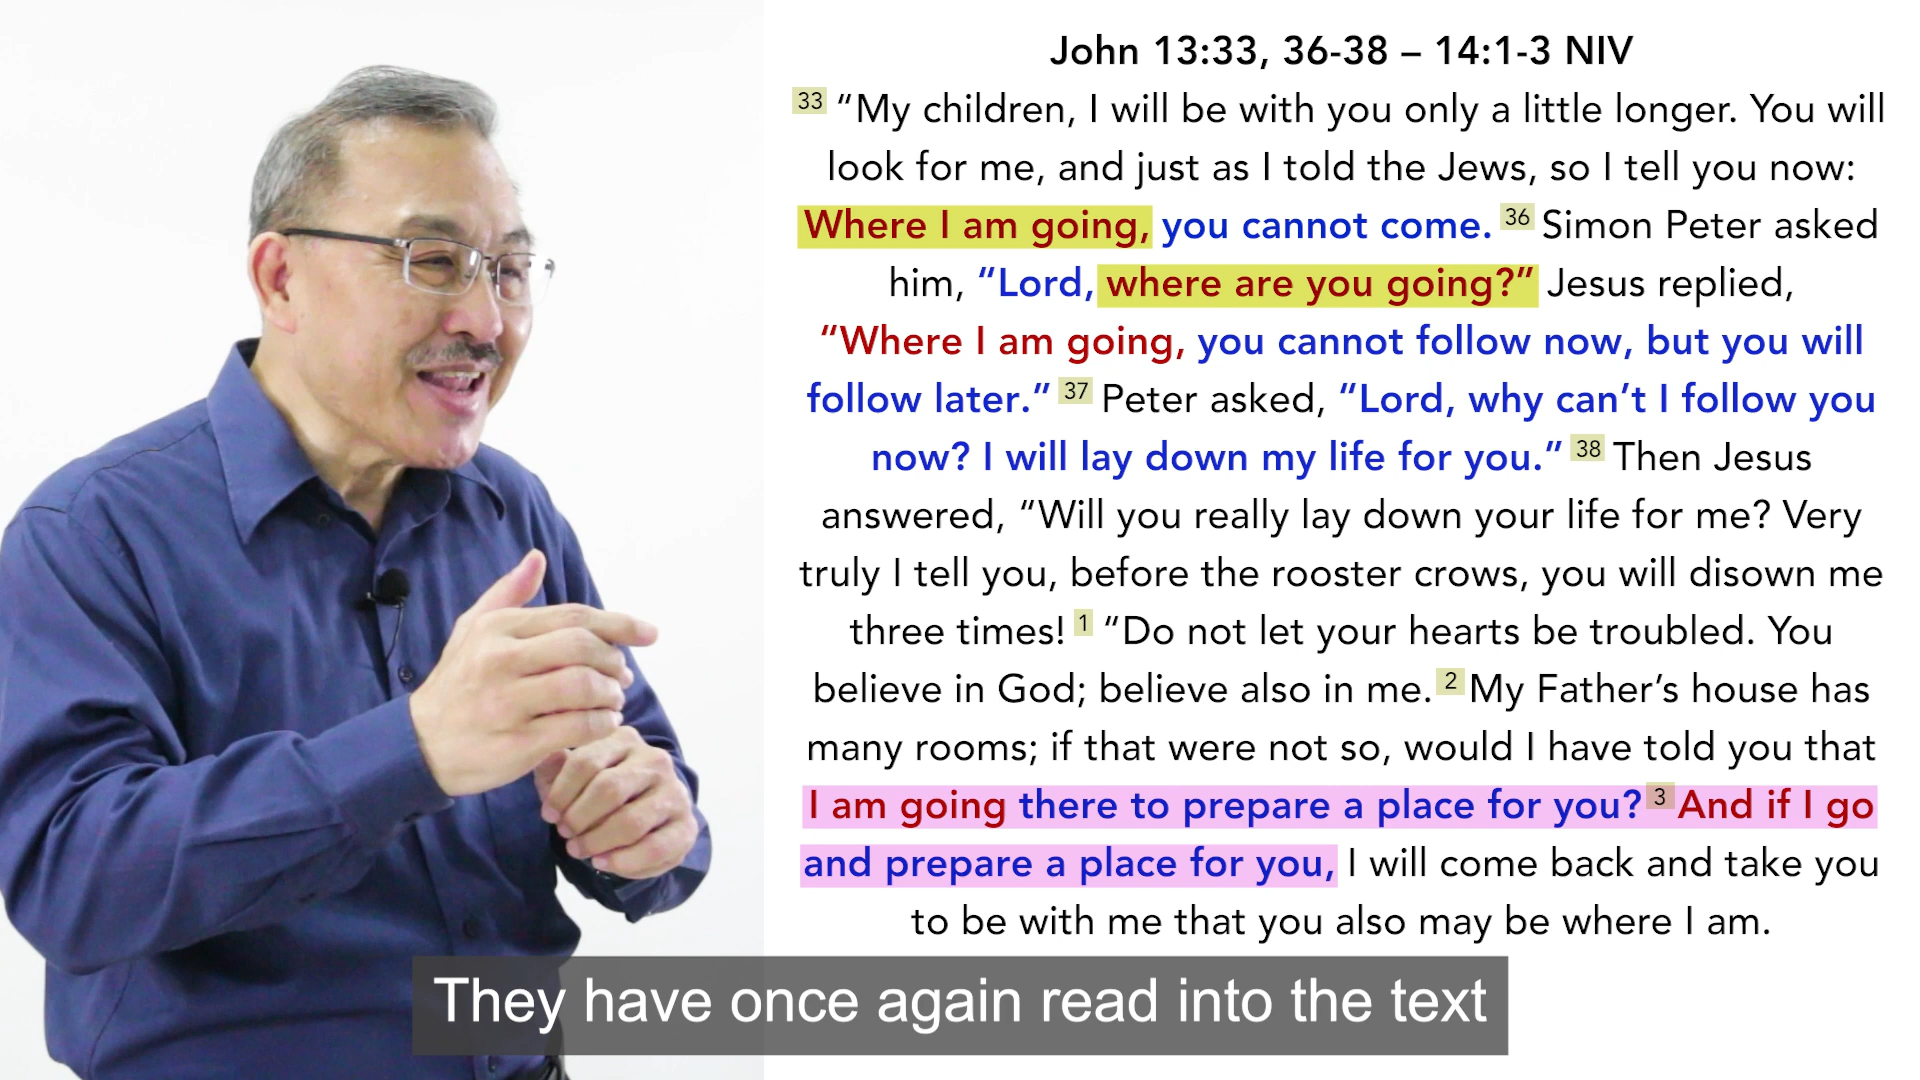 John 13:33, 36-38 – 14:1-3 NIV
33 “My children, I will be with you only a little longer. You will
look for me, and just as I told the Jews, so I tell you now:
Where I am going, you cannot come. 36 Simon Peter asked
him, “Lord, where are you going?” Jesus replied,
“Where I am going, you cannot follow now, but you will
follow later.” 37 Peter asked, “Lord, why can’t I follow you
now? I will lay down my life for you.” 38 Then Jesus
answered, “Will you really lay down your life for me? Very
truly I tell you, before the rooster crows, you will disown me
three times! 1 “Do not let your hearts be troubled. You
believe in God; believe also in me. 2 My Father’s house has
many rooms; if that were not so, would I have told you that
I am going there to prepare a place for you? 3 And if I go
and prepare a place for you, I will come back and take you
to be with me that you also may be where I am.
They have once again read into the text